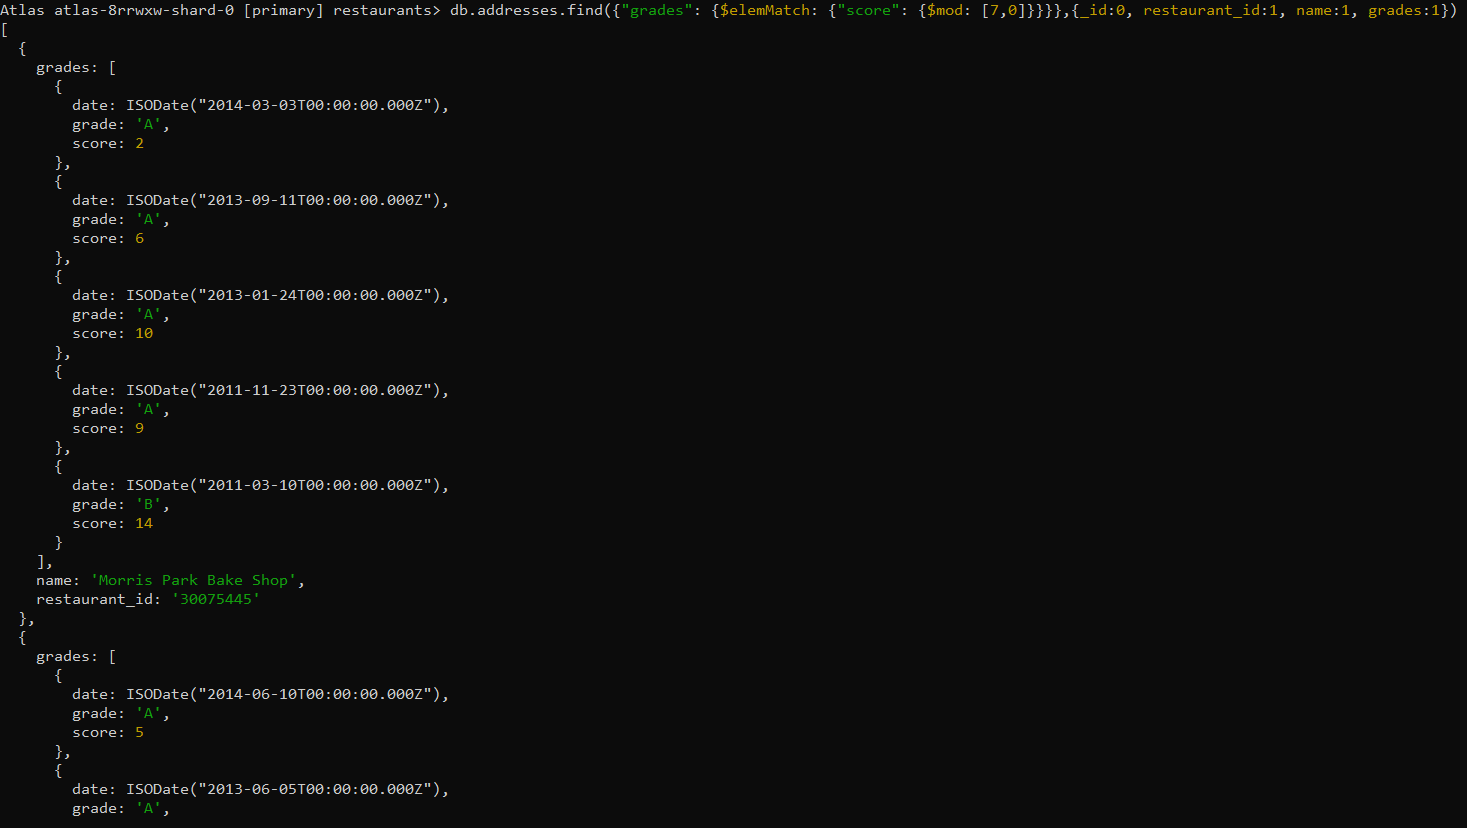 Atlas atlas-8rrwxw-shard-0 [primary] restaurants> db.addresses.find({"grades": {$elemMatch: {"score": {$mod: [7,0]}}}},{_id:0, restaurant_id:1, name:1, grades:1})
[
  {
    grades: [
      {
        date: ISODate("2014-03-03T00:00:00.000Z"),
        grade: 'A',
        score: 2
      },
      {
        date: ISODate("2013-09-11T00:00:00.000Z"),
        grade: 'A',
        score: 6
      },
      {
        date: ISODate("2013-01-24T00:00:00.000Z"),
        grade: 'A',
        score: 10
      },
      {
        date: ISODate("2011-11-23T00:00:00.000Z"),
        grade: 'A',
        score: 9
      },
      {
        date: ISODate("2011-03-10T00:00:00.000Z"),
        grade: 'B',
        score: 14
      }
    ],
    name: 'Morris Park Bake Shop',
    restaurant_id: '30075445'
  },
  {
    grades: [
      {
        date: ISODate("2014-06-10T00:00:00.000Z"),
        grade: 'A',
        score: 5
      },
      {
        date: ISODate("2013-06-05T00:00:00.000Z"),
        grade: 'A',